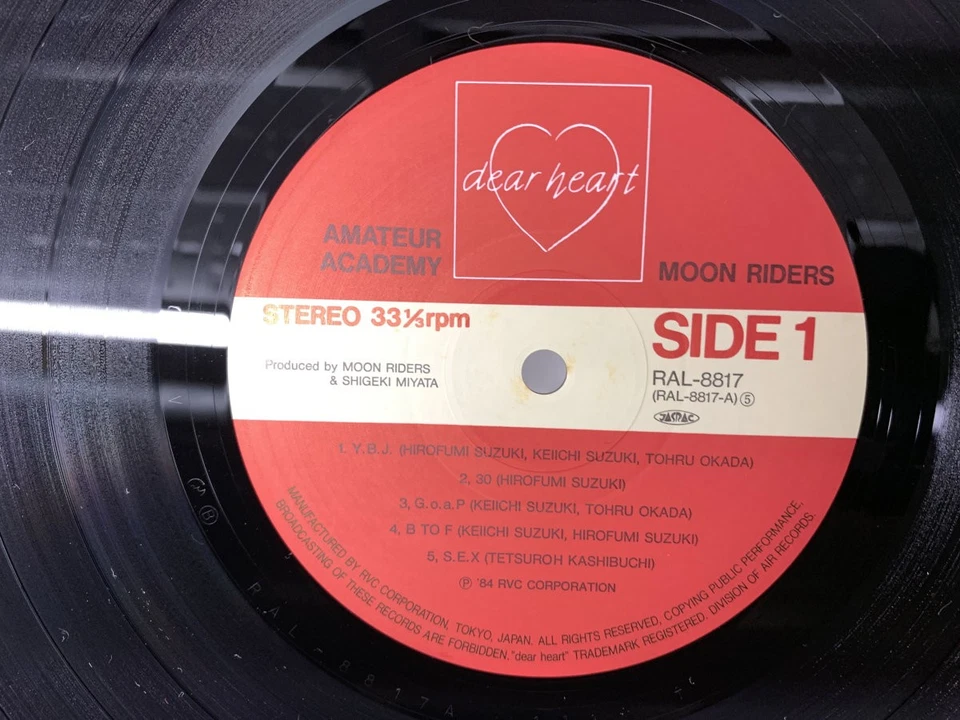 dear heart
AMATEUR
ACADEMY
MOON RIDERS
STEREO 33⅓rpm
SIDE 1
Produced by MOON RIDERS
& SHIGEKI MIYATA
RAL-8817
(RAL-8817-A)⑤
JASRAC
1. Y.B.J. (HIROFUMI SUZUKI, KEIICHI SUZUKI, TOHRU OKADA)
2, 30 (HIROFUMI SUZUKI)
3, G.o.a.P (KEIICHI SUZUKI, TOHRU OKADA)
4, B TO F (KEIICHI SUZUKI, HIROFUMI SUZUKI)
5, S.E.X (TETSUROH KASHIBUCHI)
Ⓟ '84 RVC CORPORATION
MANUFACTURED BY RVC CORPORATION, TOKYO, JAPAN. ALL RIGHTS RESERVED, COPYING PUBLIC PERFORMANCE,
BROADCASTING OF THESE RECORDS ARE FORBIDDEN. "dear heart" TRADEMARK REGISTERED. DIVISION OF AIR RECORDS.
RAL-8817A